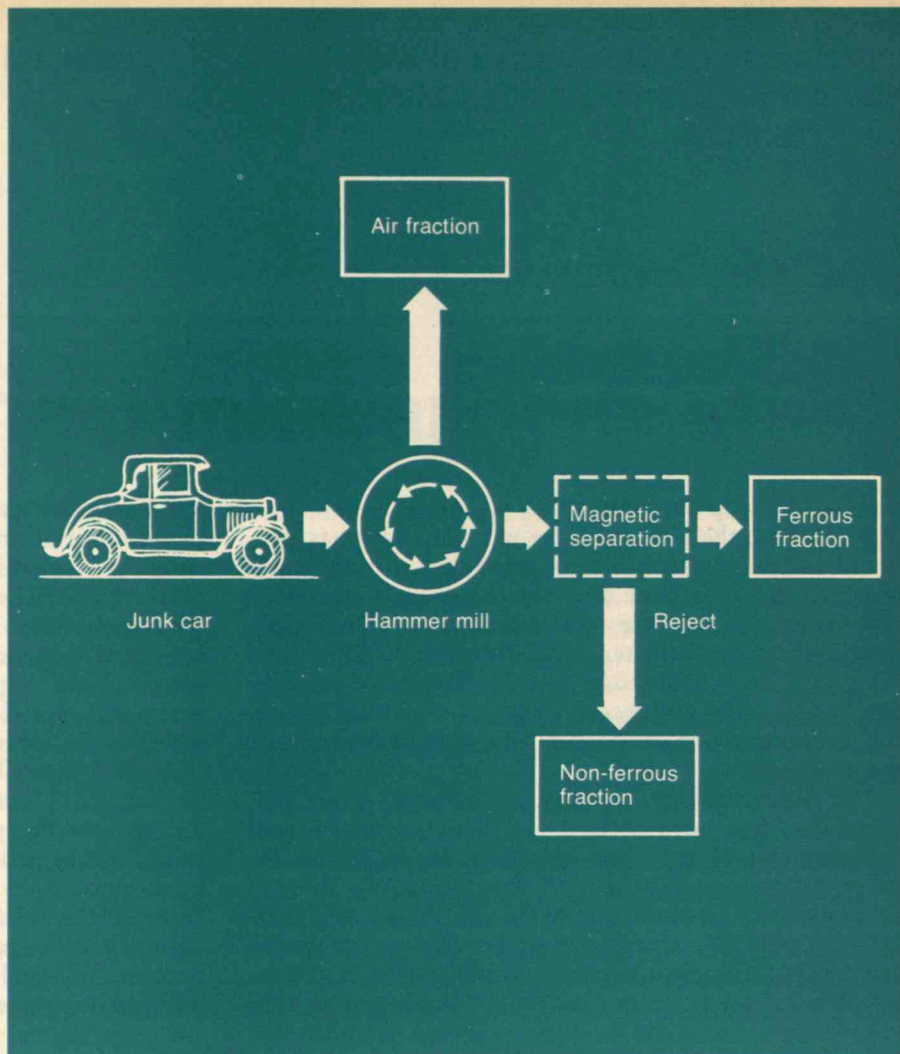 Air fraction
Junk car
Hammer mill
Magnetic
separation
Reject
Ferrous
fraction
Non-ferrous
fraction